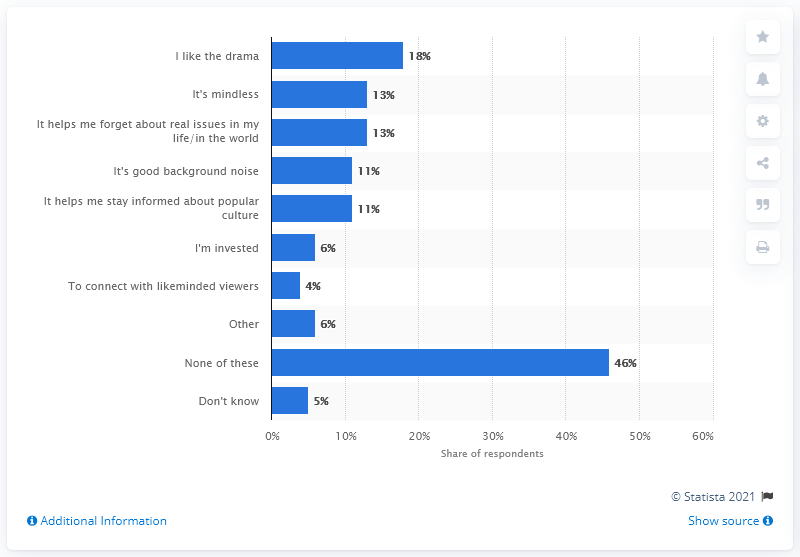 I like the drama
18%
It's mindless
13%
It helps me forget about real issues in my
life/in the world
13%
It's good background noise
11%
It helps me stay informed about popular
culture
11%
I'm invested
6%
To connect with likeminded viewers
4%
Other
6%
None of these
46%
Don't know
5%
0% 10% 20% 30% 40% 50% 60%
Share of respondents
© Statista 2021
Additional Information
Show source